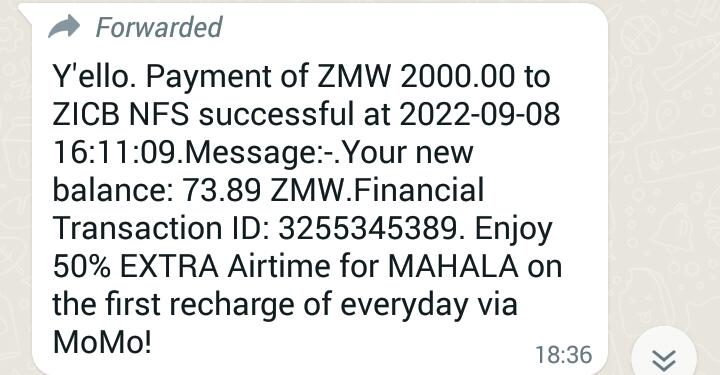 Forwarded
Y'ello. Payment of ZMW 2000.00 to
ZICB NFS successful at 2022-09-08
16:11:09.Message:-.Your new
balance: 73.89 ZMW.Financial
Transaction ID: 3255345389. Enjoy
50% EXTRA Airtime for MAHALA on
the first recharge of everyday via
MoMo!
18:36